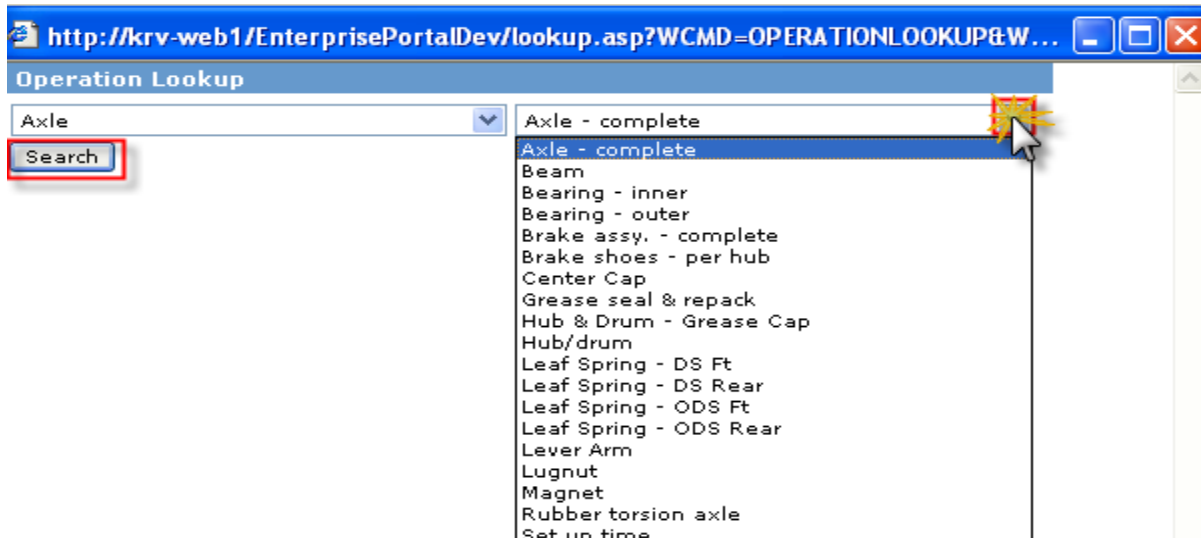 http://krv-web1/EnterprisePortalDev/lookup.asp?WCMD=OPERATIONLOOKUP&W...
Operation Lookup
Axle
Axle - complete
Search
Axle - complete
Beam
Bearing - inner
Bearing - outer
Brake assy. - complete
Brake shoes - per hub
Center Cap
Grease seal & repack
Hub & Drum - Grease Cap
Hub/drum
Leaf Spring - DS Ft
Leaf Spring - DS Rear
Leaf Spring - ODS Ft
Leaf Spring - ODS Rear
Lever Arm
Lugnut
Magnet
Rubber torsion axle
Set up time